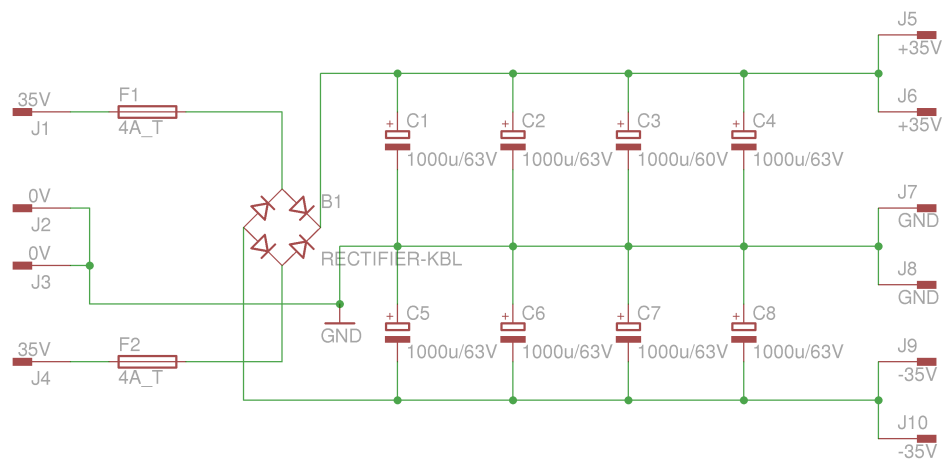 J5
+35V
35V
J1
F1
4A_T
J6
+35V
+
C1
1000u/63V
+
C2
1000u/63V
+
C3
1000u/60V
+
C4
1000u/63V
0V
J2
0V
J3
B1
RECTIFIER-KBL
J7
GND
J8
GND
GND
35V
J4
F2
4A_T
+
C5
1000u/63V
+
C6
1000u/63V
+
C7
1000u/63V
+
C8
1000u/63V
J9
-35V
J10
-35V